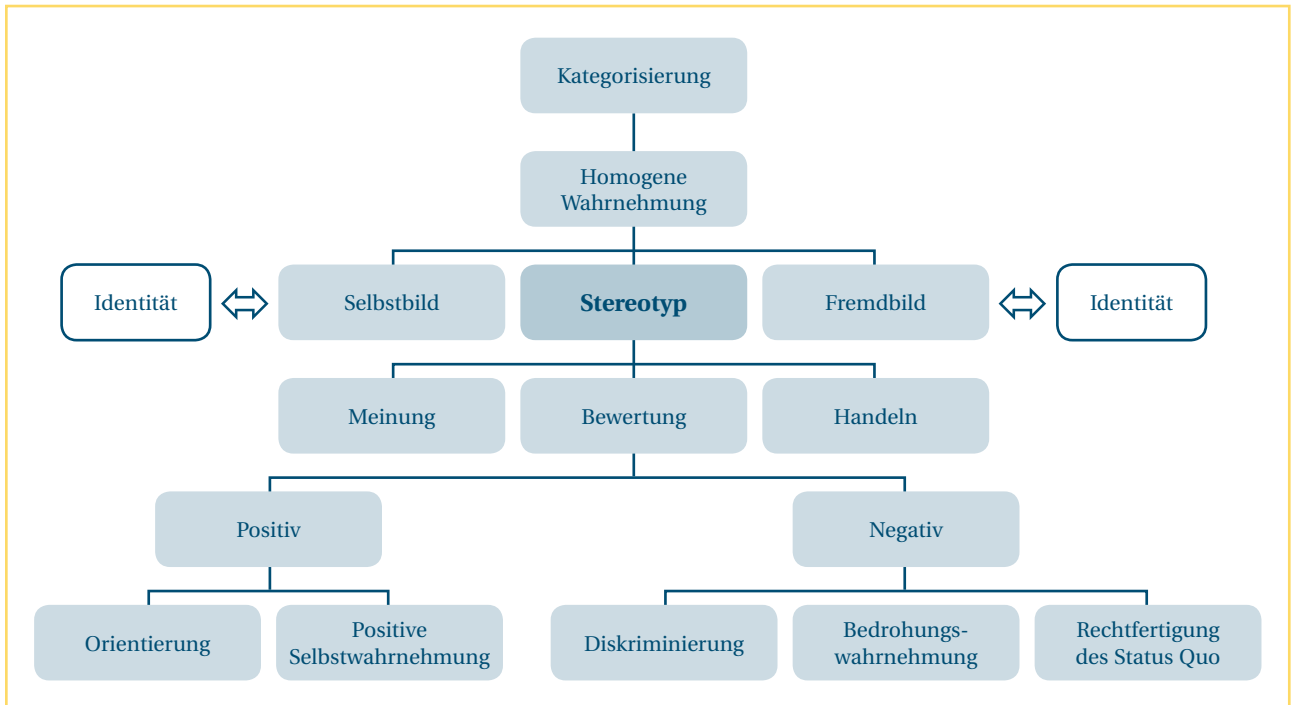 Kategorisierung
Homogene
Wahrnehmung
Identität
Selbstbild
Stereotyp
Fremdbild
Identität
Meinung
Bewertung
Handeln
Positiv
Negativ
Orientierung
Positive
Selbstwahrnehmung
Diskriminierung
Bedrohungs-
wahrnehmung
Rechtfertigung
des Status Quo